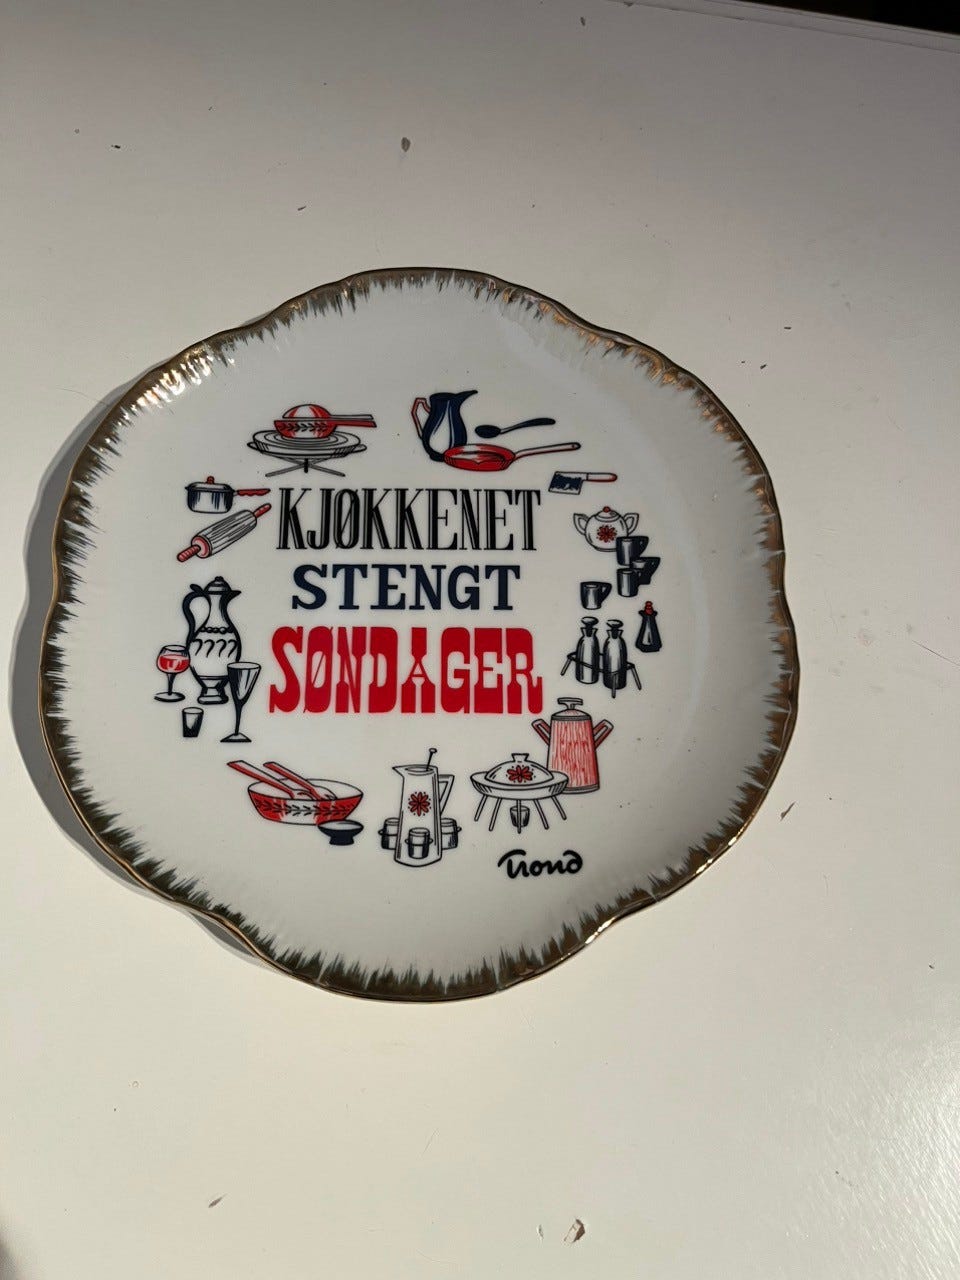 KJØKKENET
STENGT
SØNDAGER
Trond